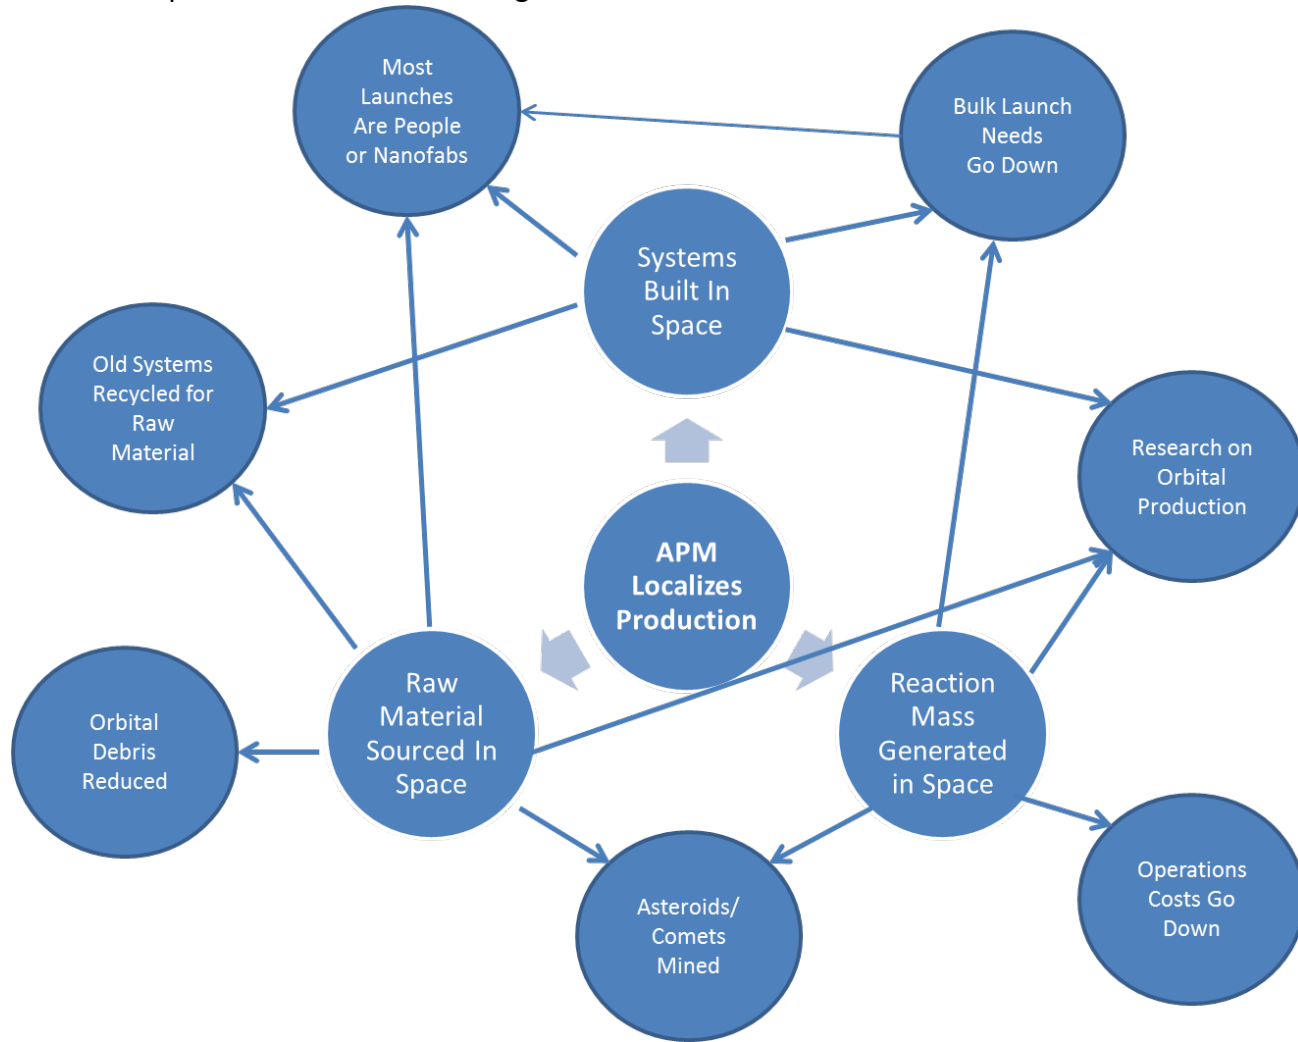 Most
Launches
Are People
or Nanofabs
Bulk Launch
Needs
Go Down
Systems
Built In
Space
Old Systems
Recycled for
Raw
Material
Research on
Orbital
Production
APM
Localizes
Production
Raw
Material
Sourced In
Space
Reaction
Mass
Generated
in Space
Orbital
Debris
Reduced
Asteroids/
Comets
Mined
Operations
Costs Go
Down